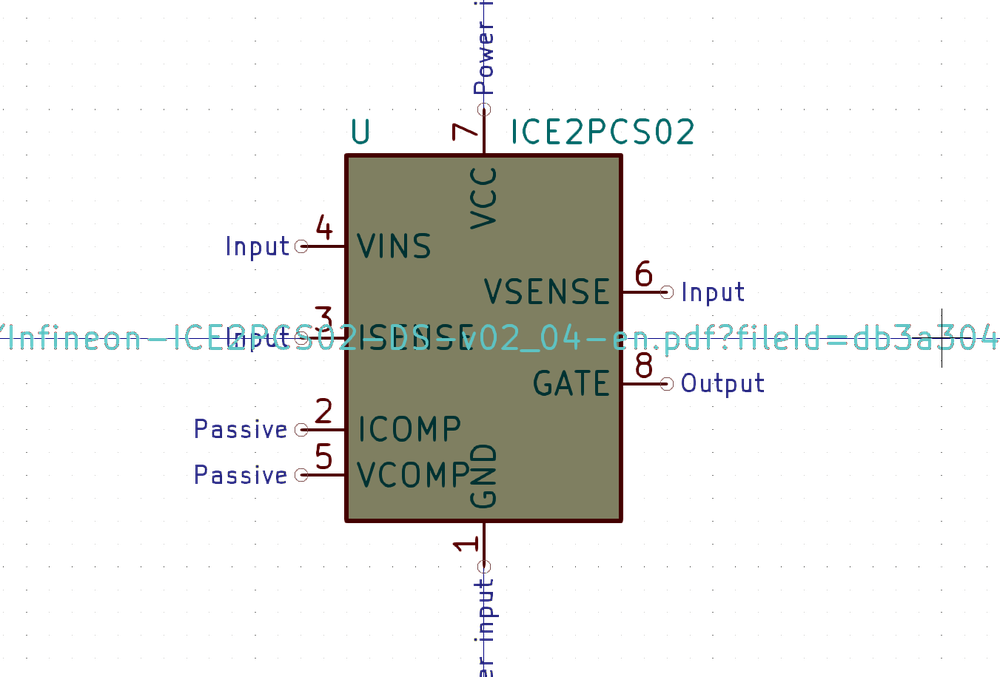 Power i
U
7
ICE2PCS02
VCC
4
Input
VINS
6
VSENSE
Input
3
Input
ISENSE
/Infineon-ICE2PCS02-DS-v02_04-en.pdf?fileId=db3a304
8
GATE
Output
2
Passive
ICOMP
5
Passive
VCOMP
GND
1
er input